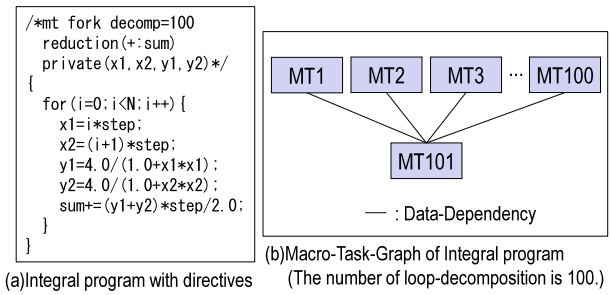 /*mt fork decomp=100
reduction(+:sum)
private(x1,x2,y1,y2)*/
{
for(i=0;i<N;i++){
x1=i*step;
x2=(i+1)*step;
y1=4.0/(1.0+x1*x1);
y2=4.0/(1.0+x2*x2);
sum+=(y1+y2)*step/2.0;
}
}
(a)Integral program with directives
MT1 MT2 MT3 ... MT100
MT101
— : Data-Dependency
(b)Macro-Task-Graph of Integral program
(The number of loop-decomposition is 100.)